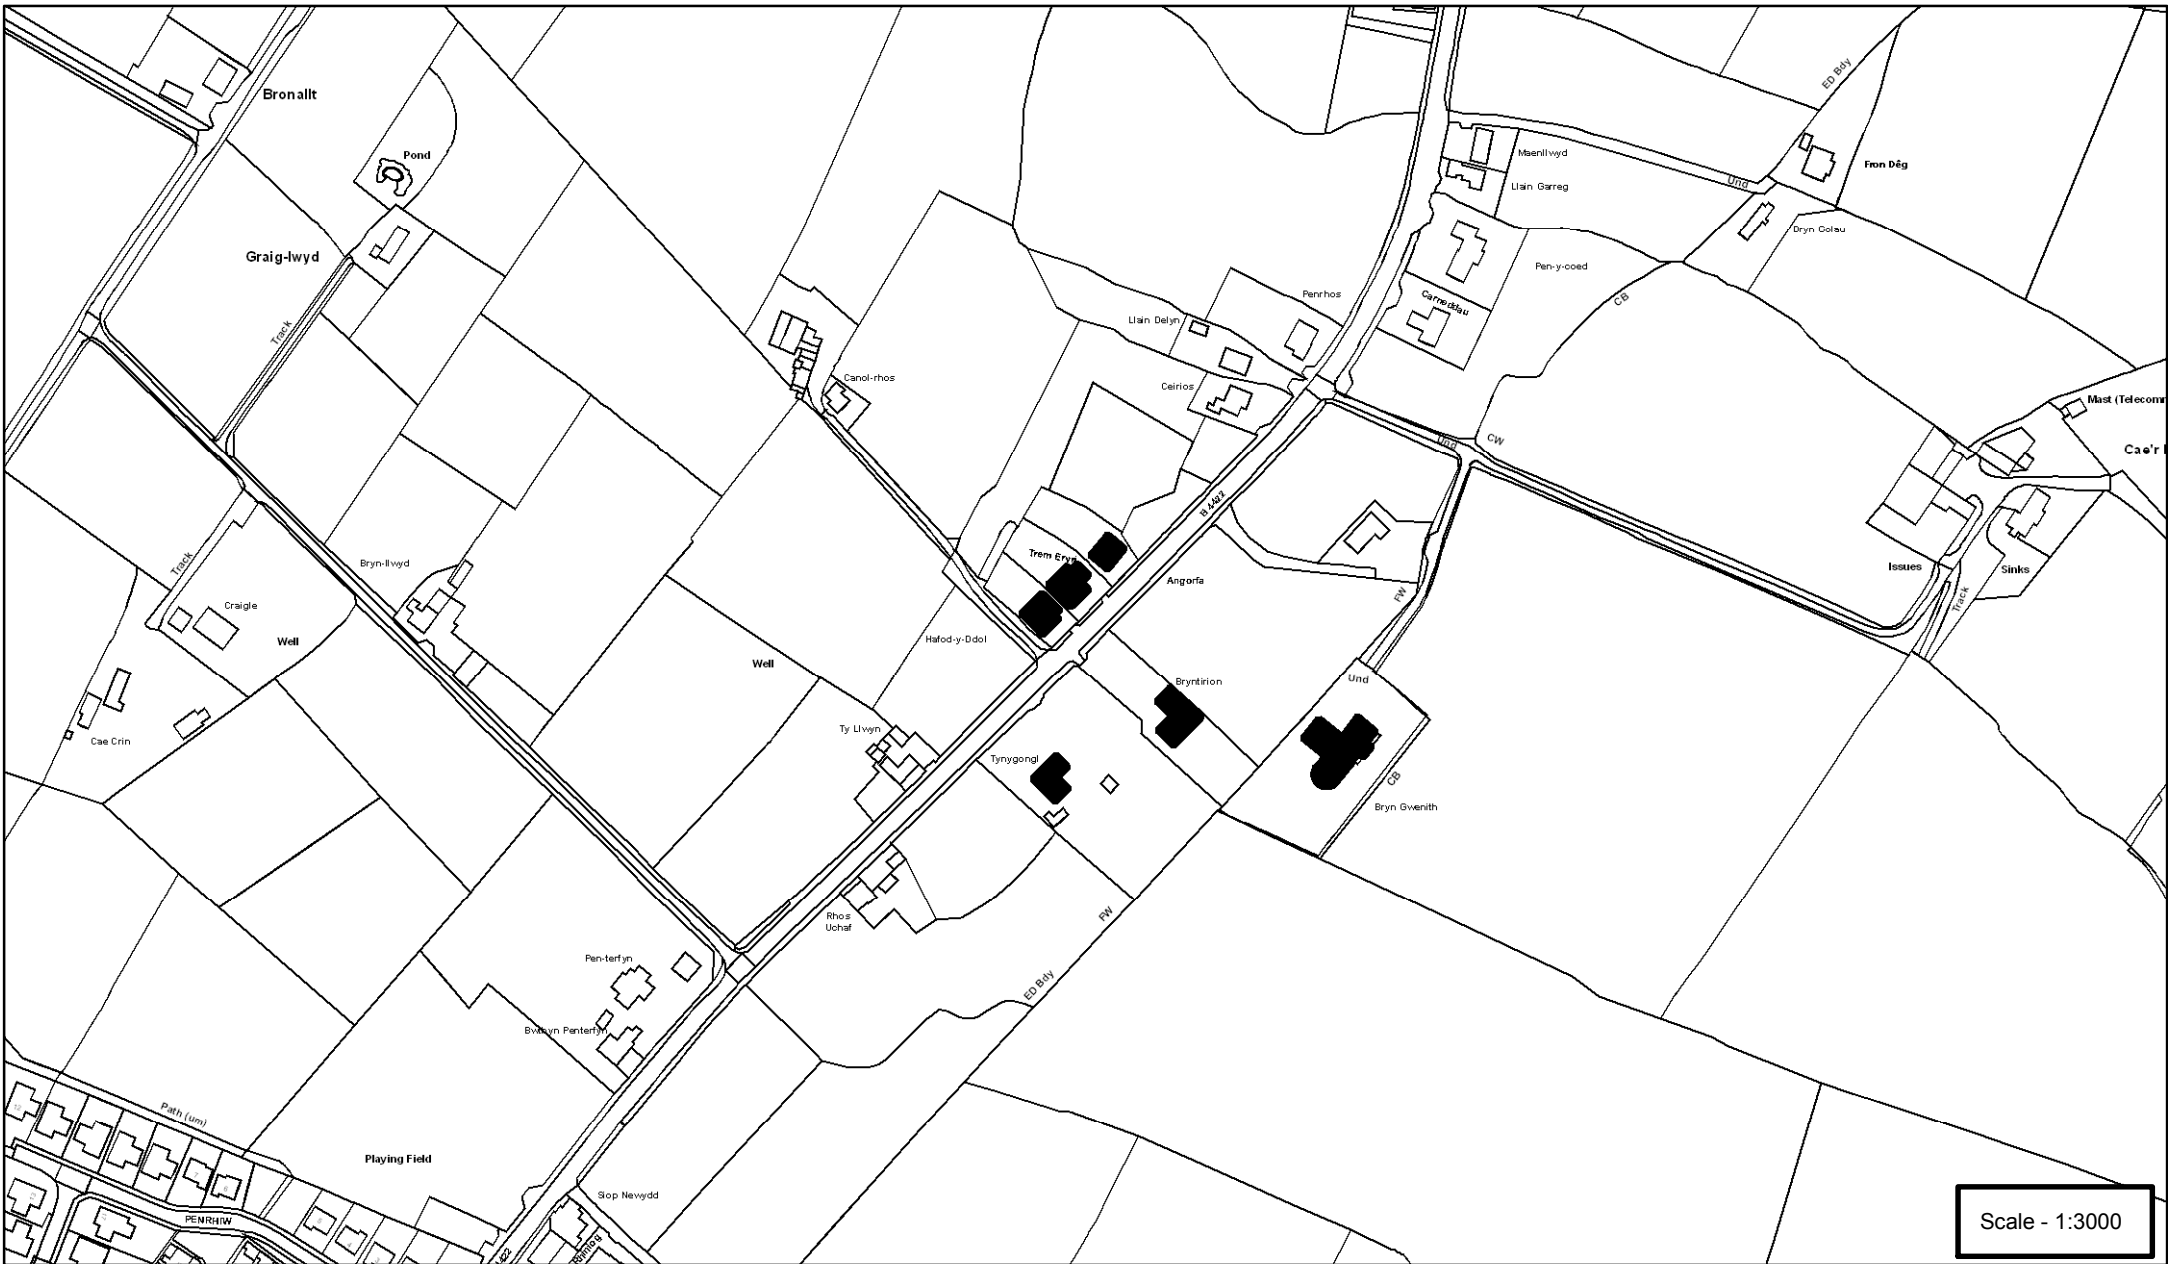 ED Bdy
Bronallt
Pond
Maenllwyd
Fron Dêg
Und
Llain Garreg
Dryn Golau
Graig-lwyd
Pen-y-coed
Penrhos
CB
Carneddau
Llain Delyn
Track
Canol-rhos
Ceirios
CW
Und
B 4422
Trem Eryri
Bryn-llwyd
Track
Angorfa
Issues
Sinks
Track
FW
Craigle
Well
Hafod-y-Ddol
Well
Und
Bryntirion
Ty Llwyn
Cae Crin
Tynygongl
CB
Bryn Gwenith
Rhos
Uchaf
FW
Pen-terfyn
ED Bdy
Bwthyn Penterfyn
Path (um)
Playing Field
Siop Newydd
PENRHIW
Scale - 1:3000